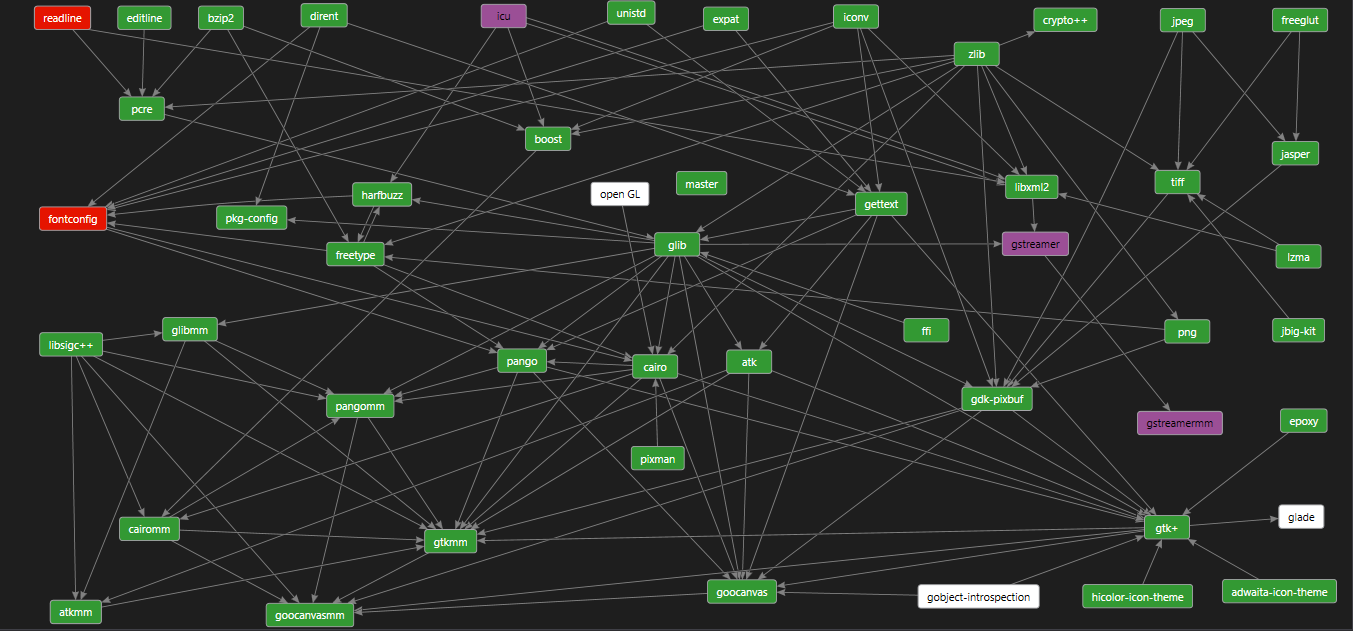 readline
editline
bzip2
dirent
icu
unistd
expat
iconv
crypto++
jpeg
freeglut
zlib
pcre
boost
jasper
harfbuzz
open GL
master
libxml2
tiff
fontconfig
pkg-config
gettext
freetype
glib
gstreamer
lzma
libsigc++
glibmm
ffi
png
jbig-kit
pango
cairo
atk
pangomm
gdk-pixbuf
gstreamermm
epoxy
pixman
cairomm
gtkmm
gtk+
glade
atkmm
goocanvasmm
goocanvas
gobject-introspection
hicolor-icon-theme
adwaita-icon-theme